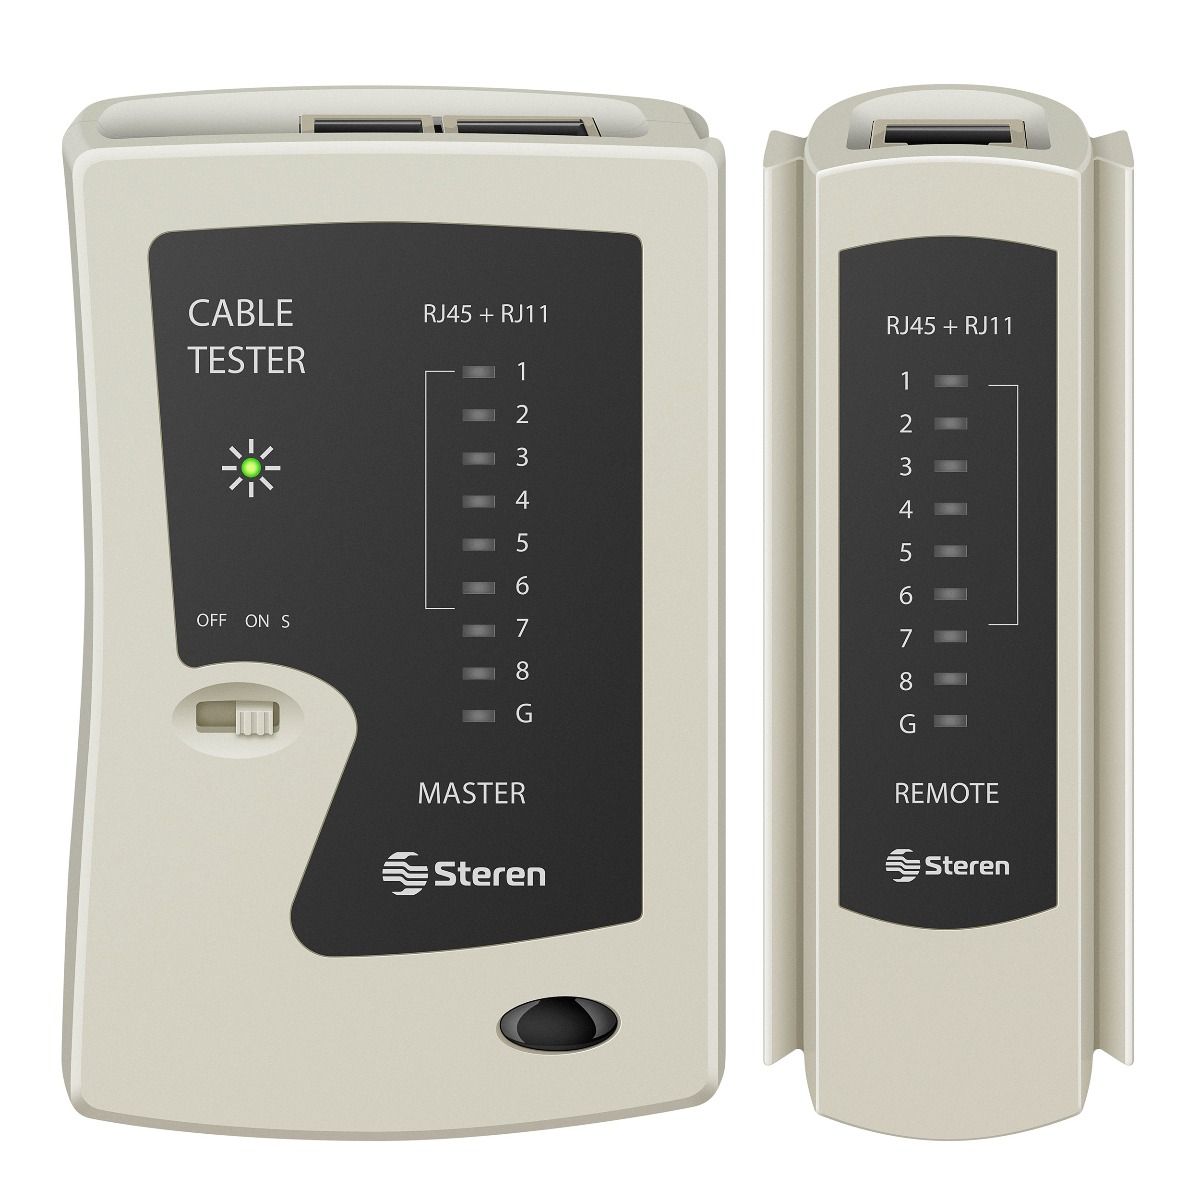 CABLE
TESTER
RJ45 + RJ11
1
2
3
4
5
6
7
8
G
OFF ON S
MASTER
Steren
RJ45 + RJ11
1
2
3
4
5
6
7
8
G
REMOTE
Steren